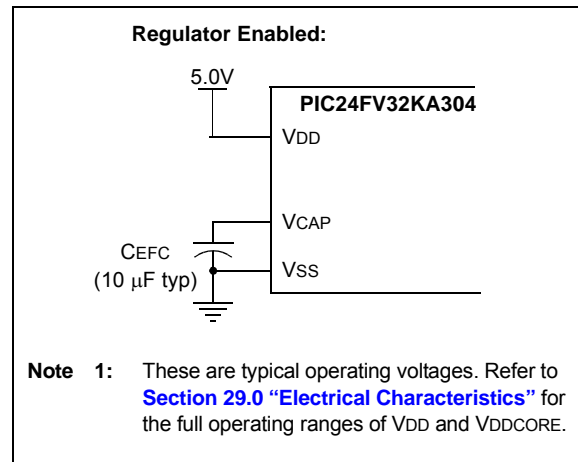 Regulator Enabled:
5.0V
PIC24FV32KA304
VDD
VCAP
CEFC
(10 μF typ)
VSS
Note 1: These are typical operating voltages. Refer to
Section 29.0 “Electrical Characteristics” for
the full operating ranges of VDD and VDDCORE.